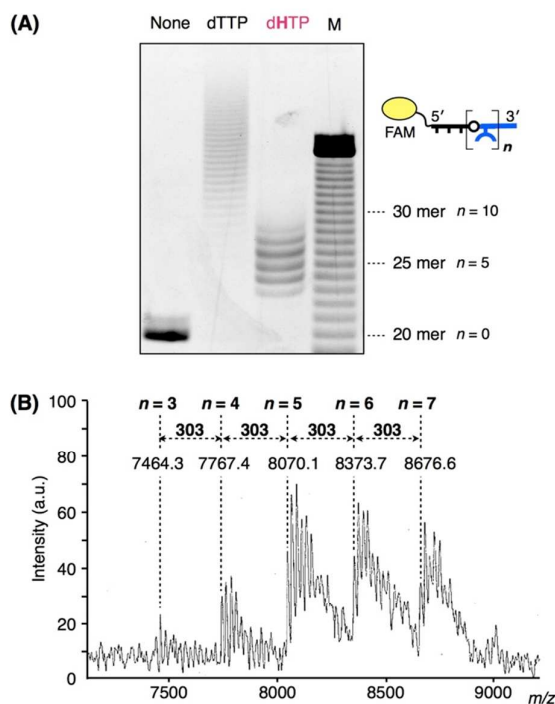 (A)
None dTTP dHTP M
5′ 3′
FAM n
30 mer n = 10
25 mer n = 5
20 mer n = 0
(B)
n = 3 n = 4 n = 5 n = 6 n = 7
303 303 303 303
7464.3 7767.4 8070.1 8373.7 8676.6
100
80
60
40
20
0
Intensity (a.u.)
7500 8000 8500 9000 m/z